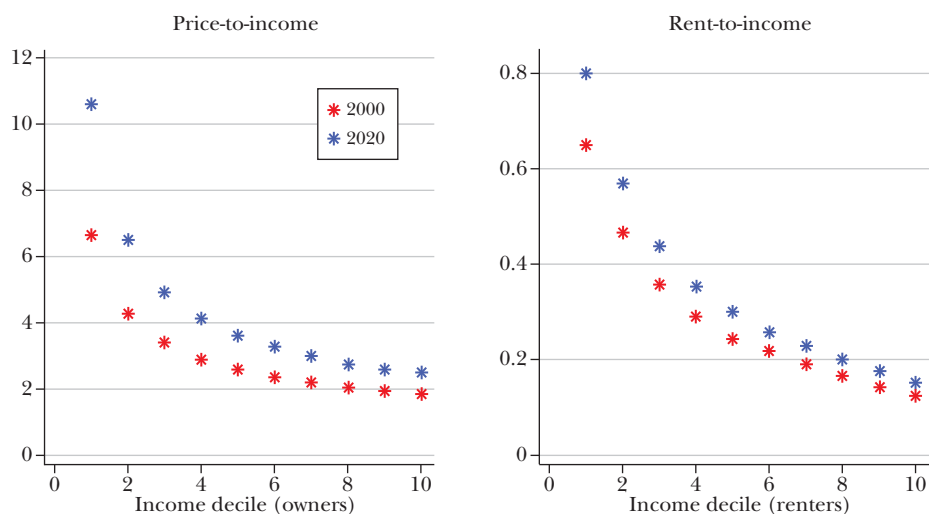 Price-to-income
12
10
8
6
4
2
0
2000
2020
0 2 4 6 8 10
Income decile (owners)
Rent-to-income
0.8
0.6
0.4
0.2
0
0 2 4 6 8 10
Income decile (renters)